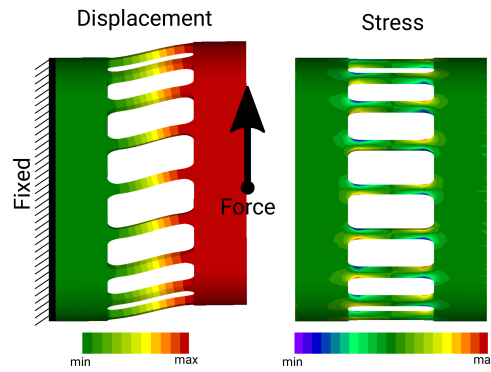 Displacement
Stress
Fixed
Force
min
max
min
ma